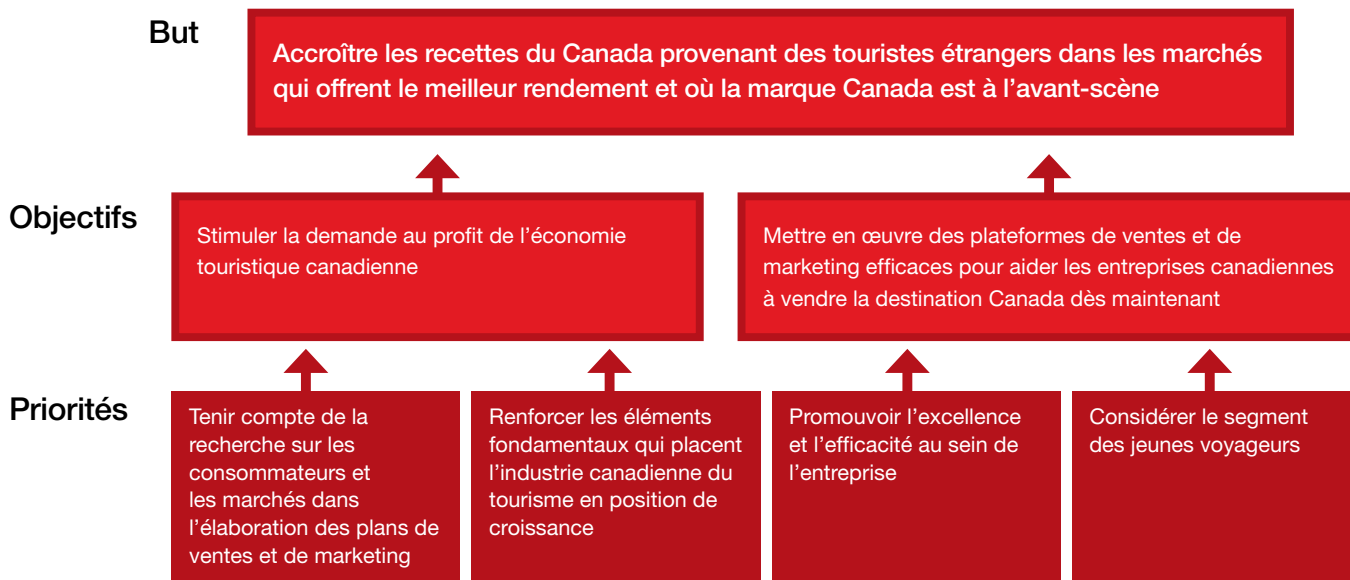 But
Accroître les recettes du Canada provenant des touristes étrangers dans les marchés
qui offrent le meilleur rendement et où la marque Canada est à l’avant-scène
Objectifs
Stimuler la demande au profit de l’économie
touristique canadienne
Mettre en œuvre des plateformes de ventes et de
marketing efficaces pour aider les entreprises canadiennes
à vendre la destination Canada dès maintenant
Priorités
Tenir compte de la
recherche sur les
consommateurs et
les marchés dans
l’élaboration des plans de
ventes et de marketing
Renforcer les éléments
fondamentaux qui placent
l’industrie canadienne du
tourisme en position de
croissance
Promouvoir l’excellence
et l’efficacité au sein de
l’entreprise
Considérer le segment
des jeunes voyageurs